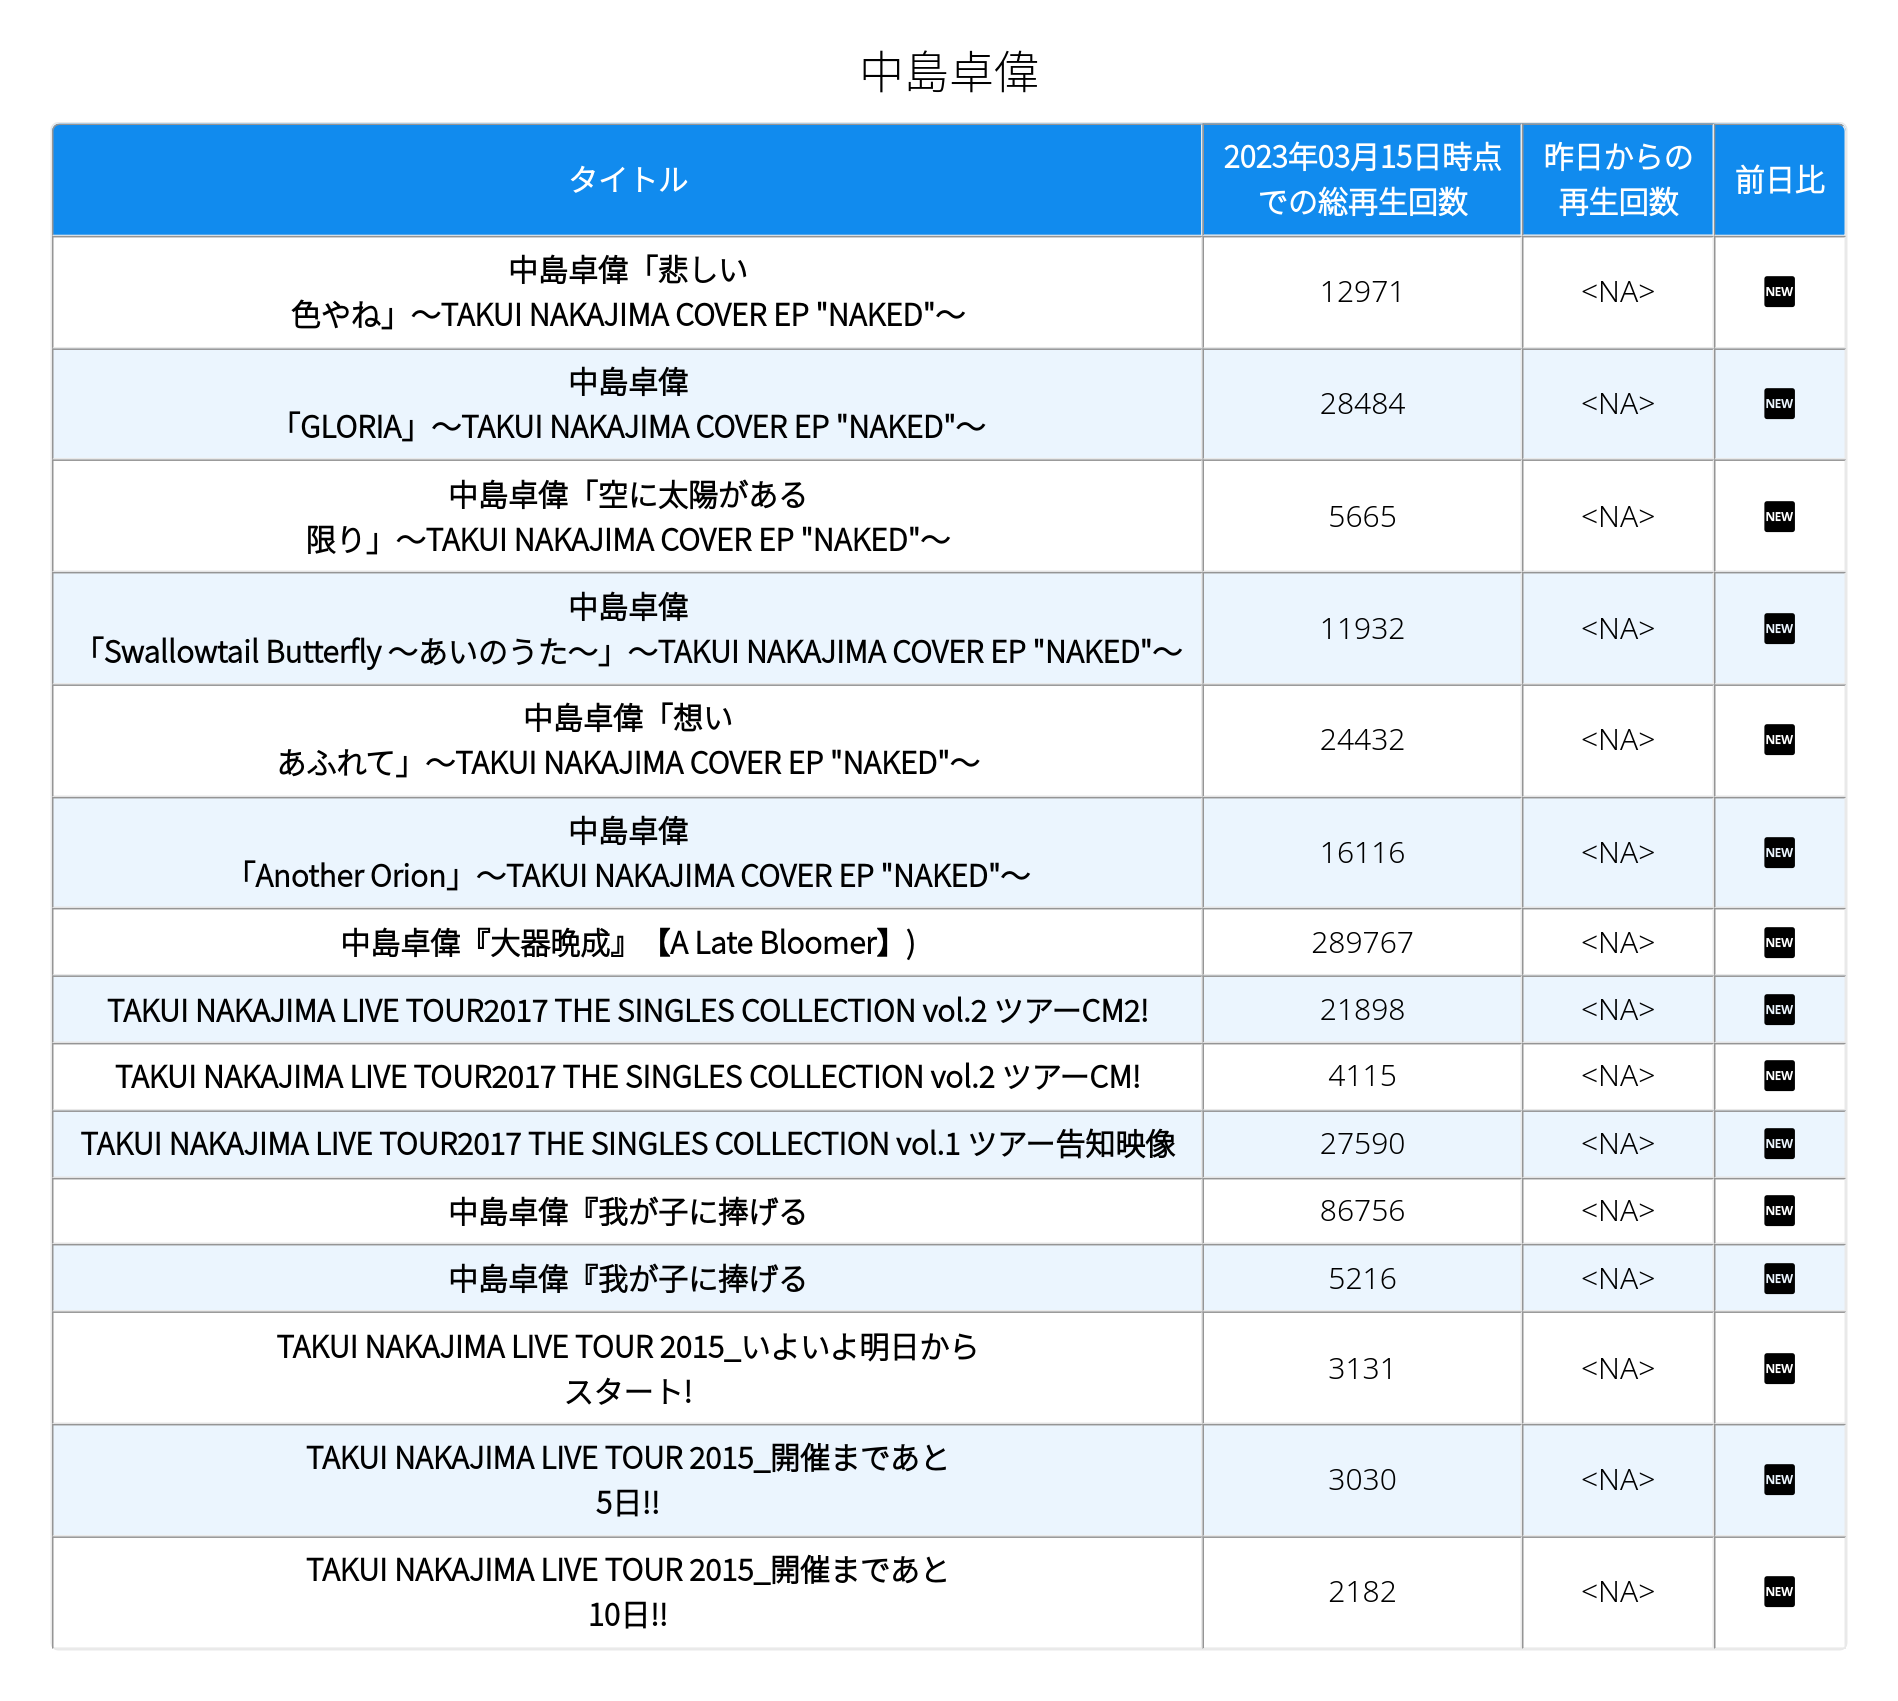 中島卓偉
タイトル
2023年03月15日時点
での総再生回数
昨日からの
再生回数
前日比
中島卓偉「悲しい
色やね」～TAKUI NAKAJIMA COVER EP "NAKED"～
12971
<NA>
NEW
中島卓偉
「GLORIA」～TAKUI NAKAJIMA COVER EP "NAKED"～
28484
<NA>
NEW
中島卓偉「空に太陽がある
限り」～TAKUI NAKAJIMA COVER EP "NAKED"～
5665
<NA>
NEW
中島卓偉
「Swallowtail Butterfly ～あいのうた～」～TAKUI NAKAJIMA COVER EP "NAKED"～
11932
<NA>
NEW
中島卓偉「想い
あふれて」～TAKUI NAKAJIMA COVER EP "NAKED"～
24432
<NA>
NEW
中島卓偉
「Another Orion」～TAKUI NAKAJIMA COVER EP "NAKED"～
16116
<NA>
NEW
中島卓偉『大器晩成』【A Late Bloomer】)
289767
<NA>
NEW
TAKUI NAKAJIMA LIVE TOUR2017 THE SINGLES COLLECTION vol.2 ツアーCM2!
21898
<NA>
NEW
TAKUI NAKAJIMA LIVE TOUR2017 THE SINGLES COLLECTION vol.2 ツアーCM!
4115
<NA>
NEW
TAKUI NAKAJIMA LIVE TOUR2017 THE SINGLES COLLECTION vol.1 ツアー告知映像
27590
<NA>
NEW
中島卓偉『我が子に捧げる
86756
<NA>
NEW
中島卓偉『我が子に捧げる
5216
<NA>
NEW
TAKUI NAKAJIMA LIVE TOUR 2015_いよいよ明日から
スタート!
3131
<NA>
NEW
TAKUI NAKAJIMA LIVE TOUR 2015_開催まであと
5日!!
3030
<NA>
NEW
TAKUI NAKAJIMA LIVE TOUR 2015_開催まであと
10日!!
2182
<NA>
NEW